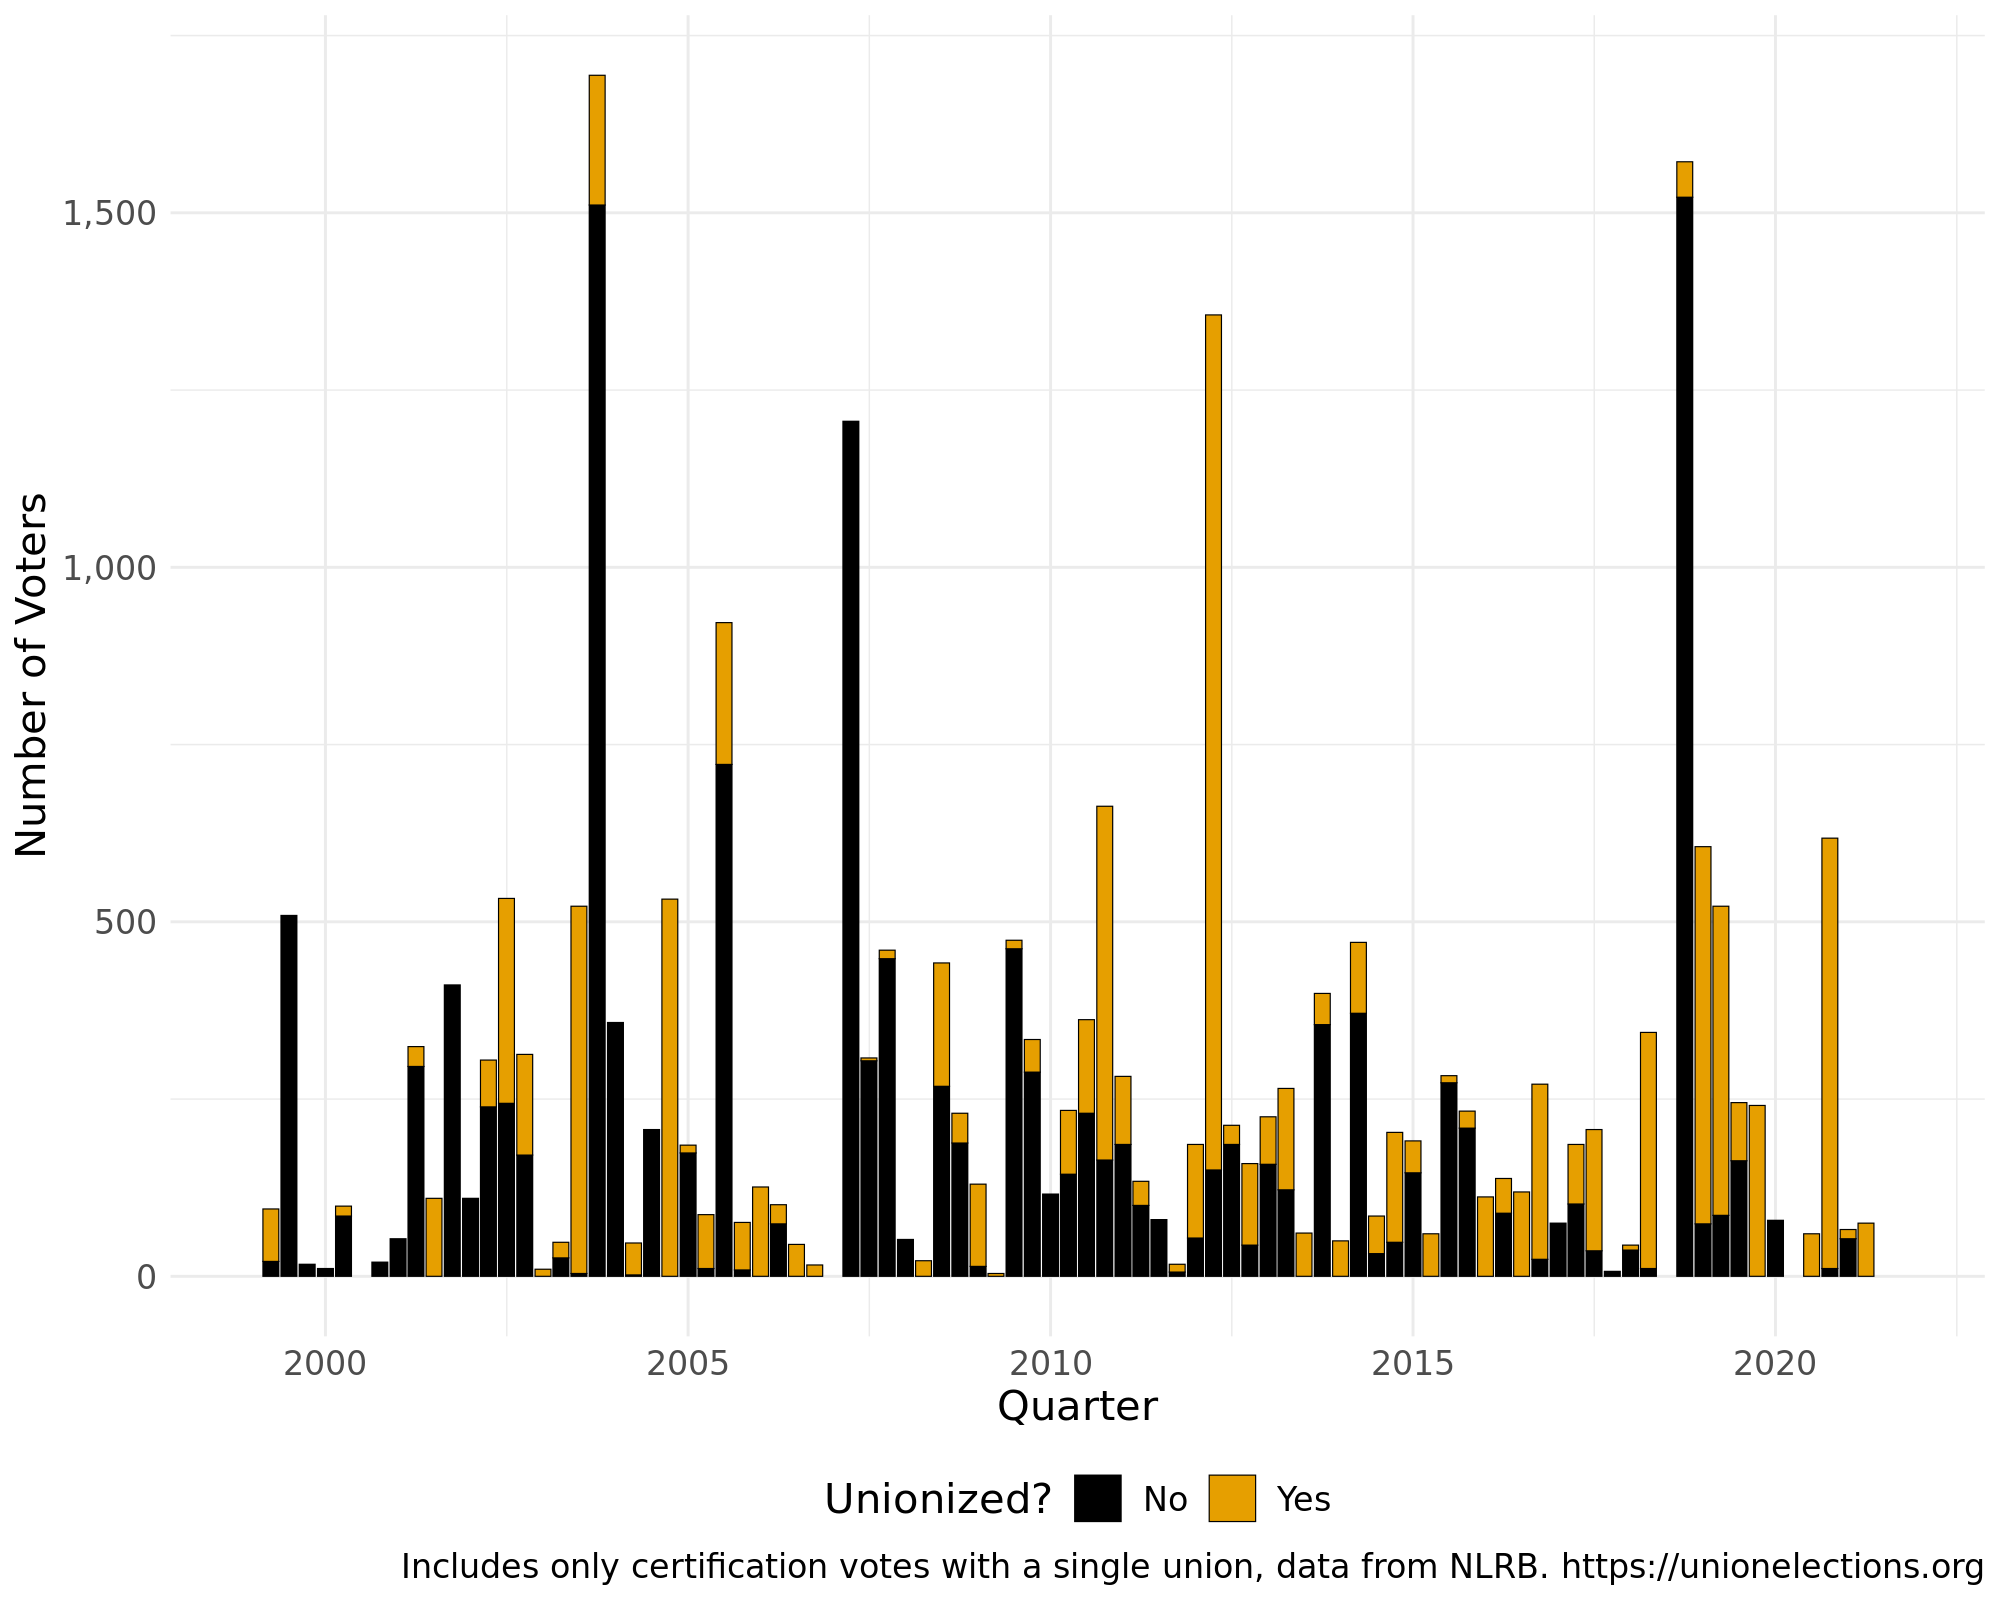 Number of Voters
1,500
1,000
500
0
2000 2005 2010 2015 2020
Quarter
Unionized? No Yes
Includes only certification votes with a single union, data from NLRB. https://unionelections.org